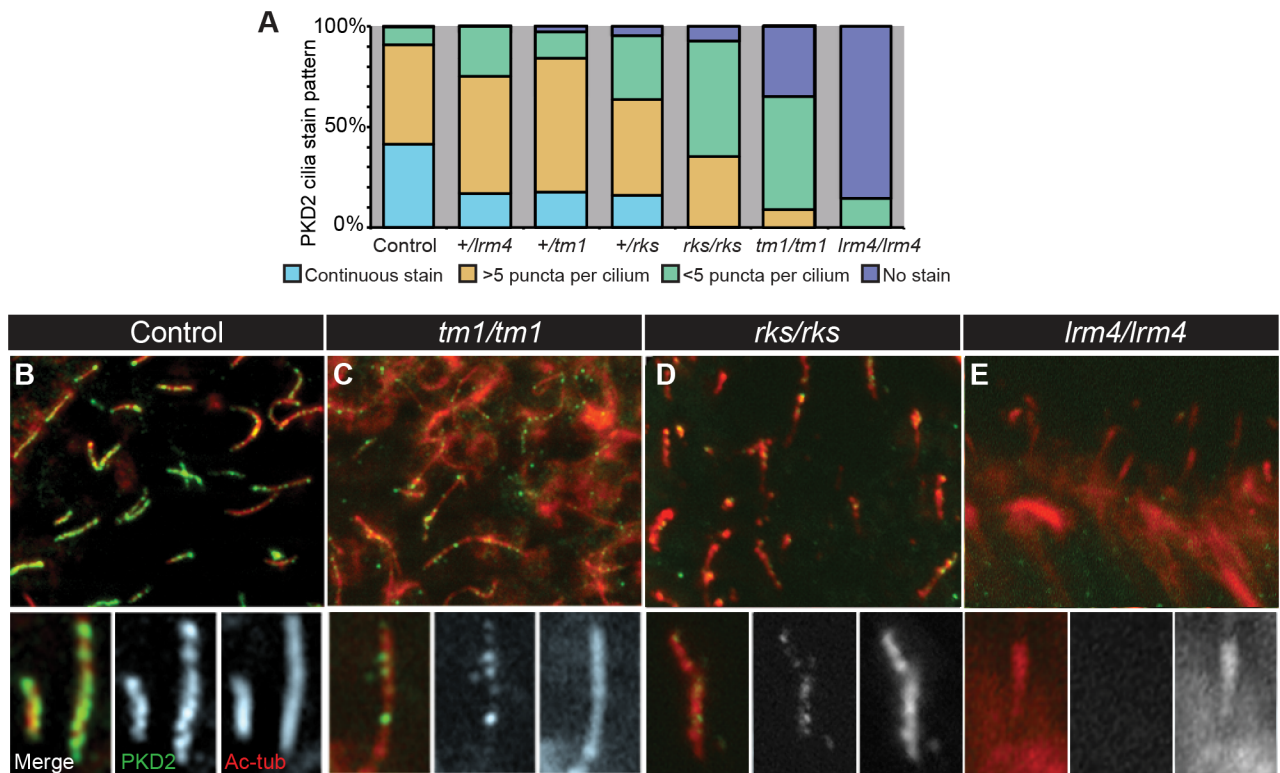 A
PKD2 cilia stain pattern
100%
50%
0%
Control +/lrm4 +/tm1 +/rks rks/rks tm1/tm1 lrm4/lrm4
Continuous stain >5 puncta per cilium <5 puncta per cilium No stain
Control tm1/tm1 rks/rks lrm4/lrm4
B C D E
Merge PKD2 Ac-tub